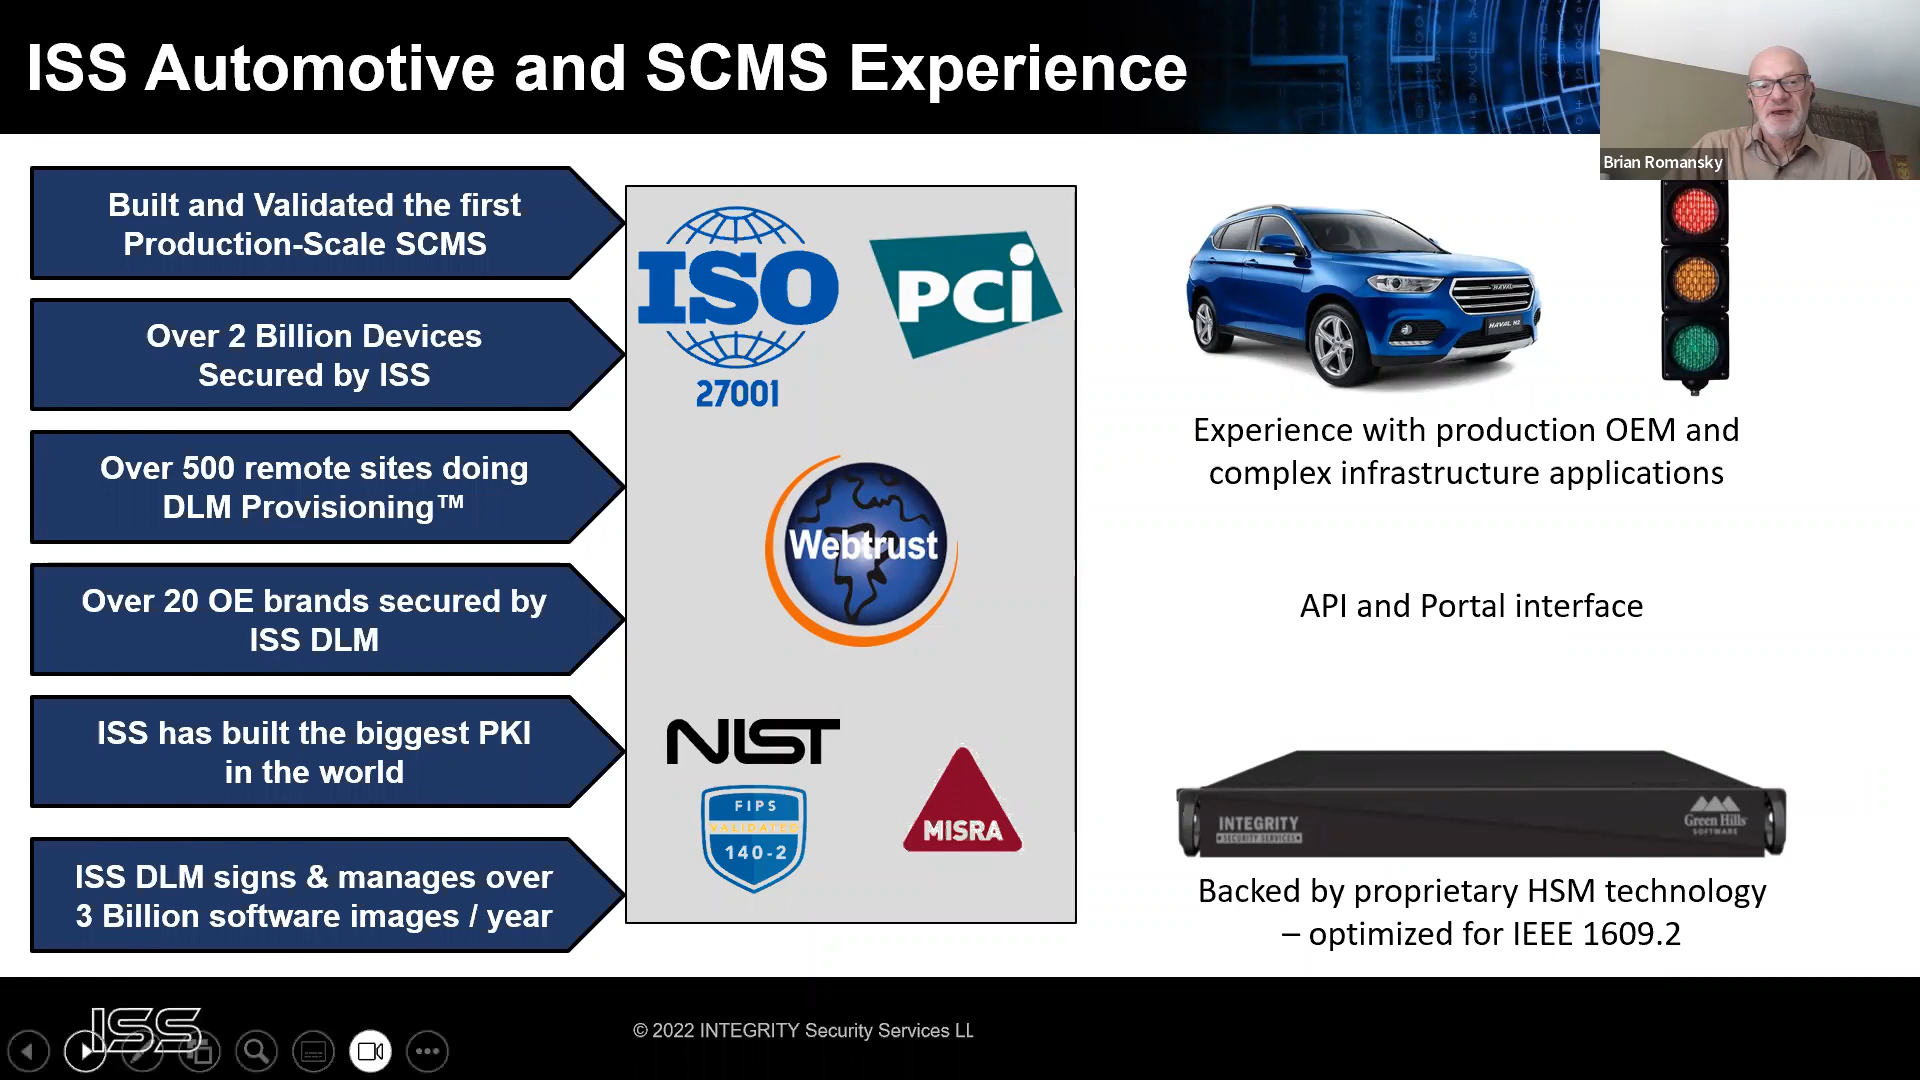 ISS Automotive and SCMS Experience
Brian Romansky
Built and Validated the first
Production-Scale SCMS
Over 2 Billion Devices
Secured by ISS
Over 500 remote sites doing
DLM Provisioning™
Over 20 OE brands secured by
ISS DLM
ISS has built the biggest PKI
in the world
ISS DLM signs & manages over
3 Billion software images / year
ISO
27001
PCi
Webtrust
NIST
FIPS
VALIDATED
140-2
MISRA
HAVAL
HAVAL H2
Experience with production OEM and
complex infrastructure applications
API and Portal interface
INTEGRITY
SECURITY SERVICES
Green Hills
SOFTWARE
Backed by proprietary HSM technology
– optimized for IEEE 1609.2
ISS
© 2022 INTEGRITY Security Services LL